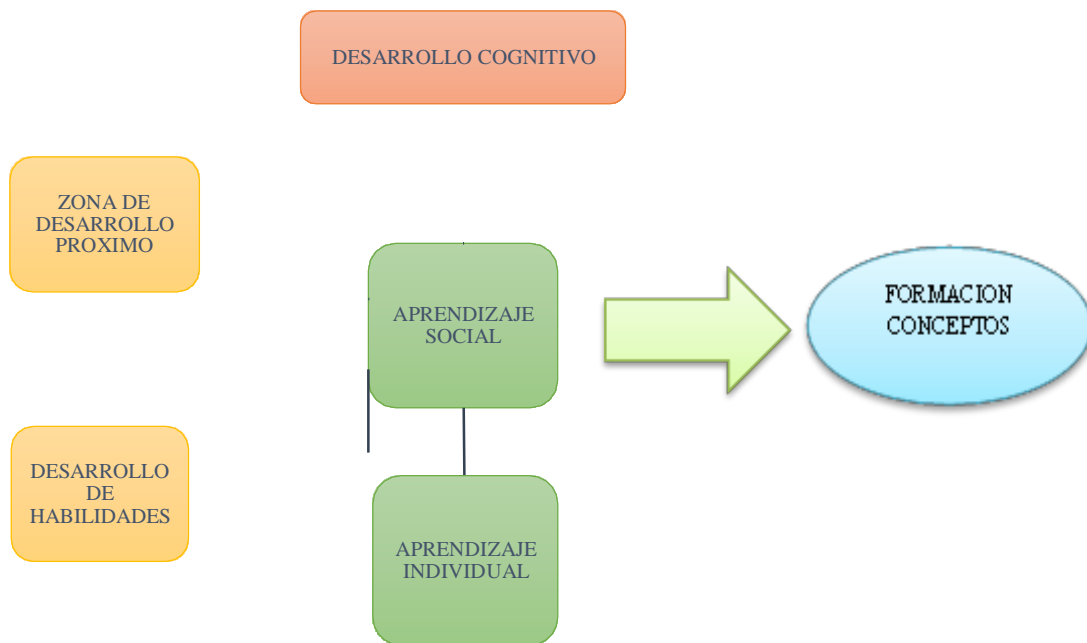 DESARROLLO COGNITIVO
ZONA DE
DESARROLLO
PROXIMO
APRENDIZAJE
SOCIAL
FORMACION
CONCEPTOS
DESARROLLO
DE
HABILIDADES
APRENDIZAJE
INDIVIDUAL